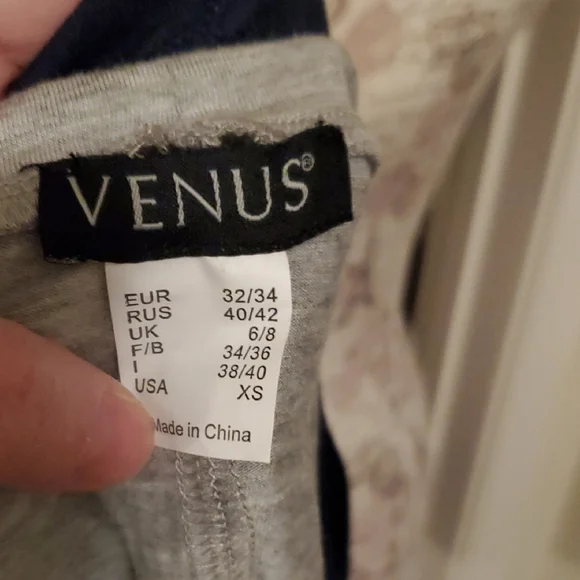 VENUS®
EUR 32/34
RUS 40/42
UK 6/8
F/B 34/36
I 38/40
USA XS
Made in China